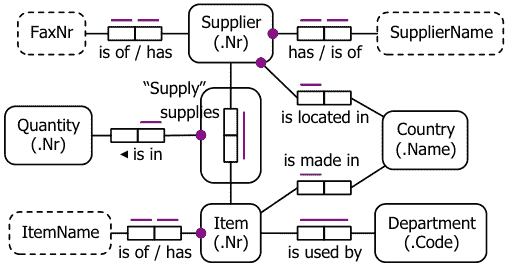 FaxNr
is of / has
Supplier
(.Nr)
has / is of
SupplierName
“Supply”
supplies
is located in
Quantity
(.Nr)
◄ is in
Country
(.Name)
is made in
ItemName
is of / has
Item
(.Nr)
is used by
Department
(.Code)